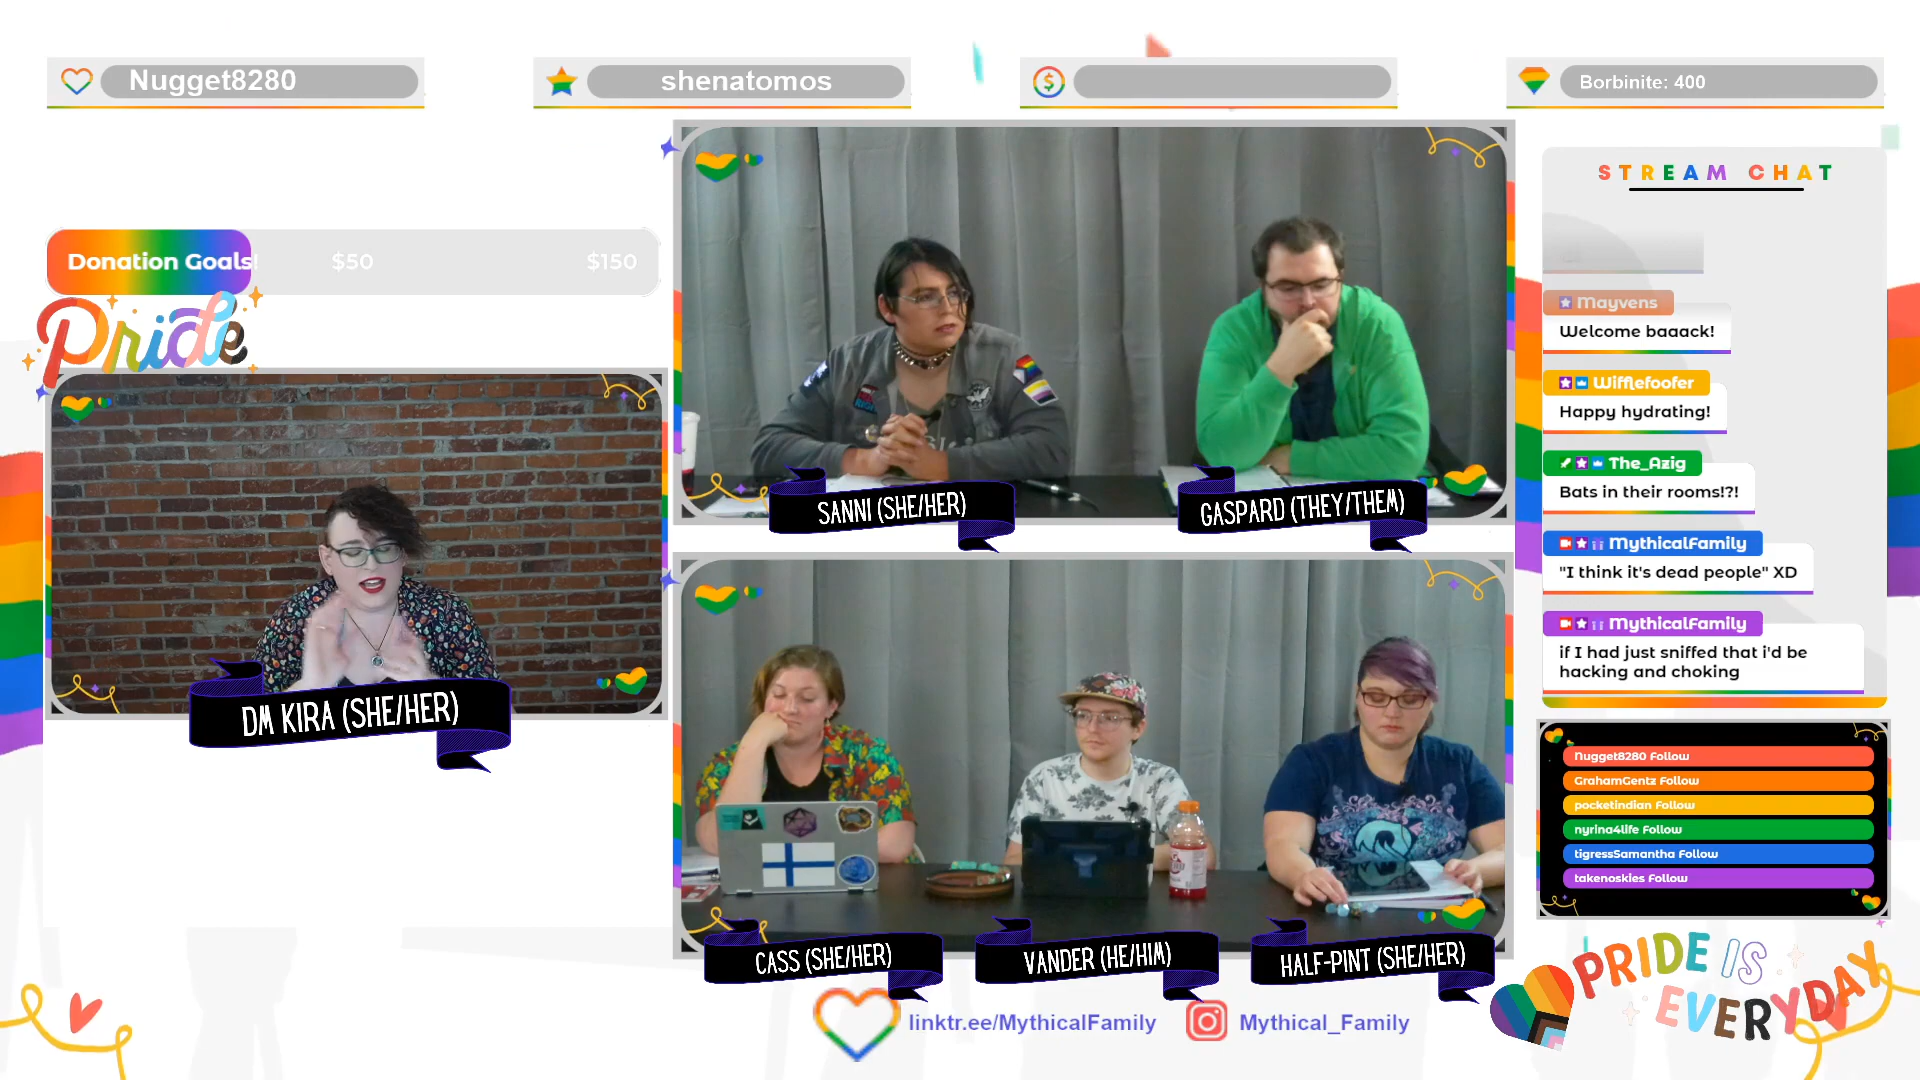 Nugget8280
shenatomos
Borbinite: 400
Donation Goals!
$50
$150
Pride
DM KIRA (SHE/HER)
SANNI (SHE/HER)
GASPARD (THEY/THEM)
CASS (SHE/HER)
VANDER (HE/HIM)
HALF-PINT (SHE/HER)
linktr.ee/MythicalFamily
Mythical_Family
STREAM CHAT
Mayvens
Welcome baaack!
Wifflefoofer
Happy hydrating!
The_Azig
Bats in their rooms!?!
MythicalFamily
"I think it's dead people" XD
MythicalFamily
if I had just sniffed that i'd be
hacking and choking
Nugget8280 Follow
GrahamGentz Follow
pocketindian Follow
nyrina4life Follow
tigressSamantha Follow
takenoskies Follow
PRIDE IS
EVERYDAY